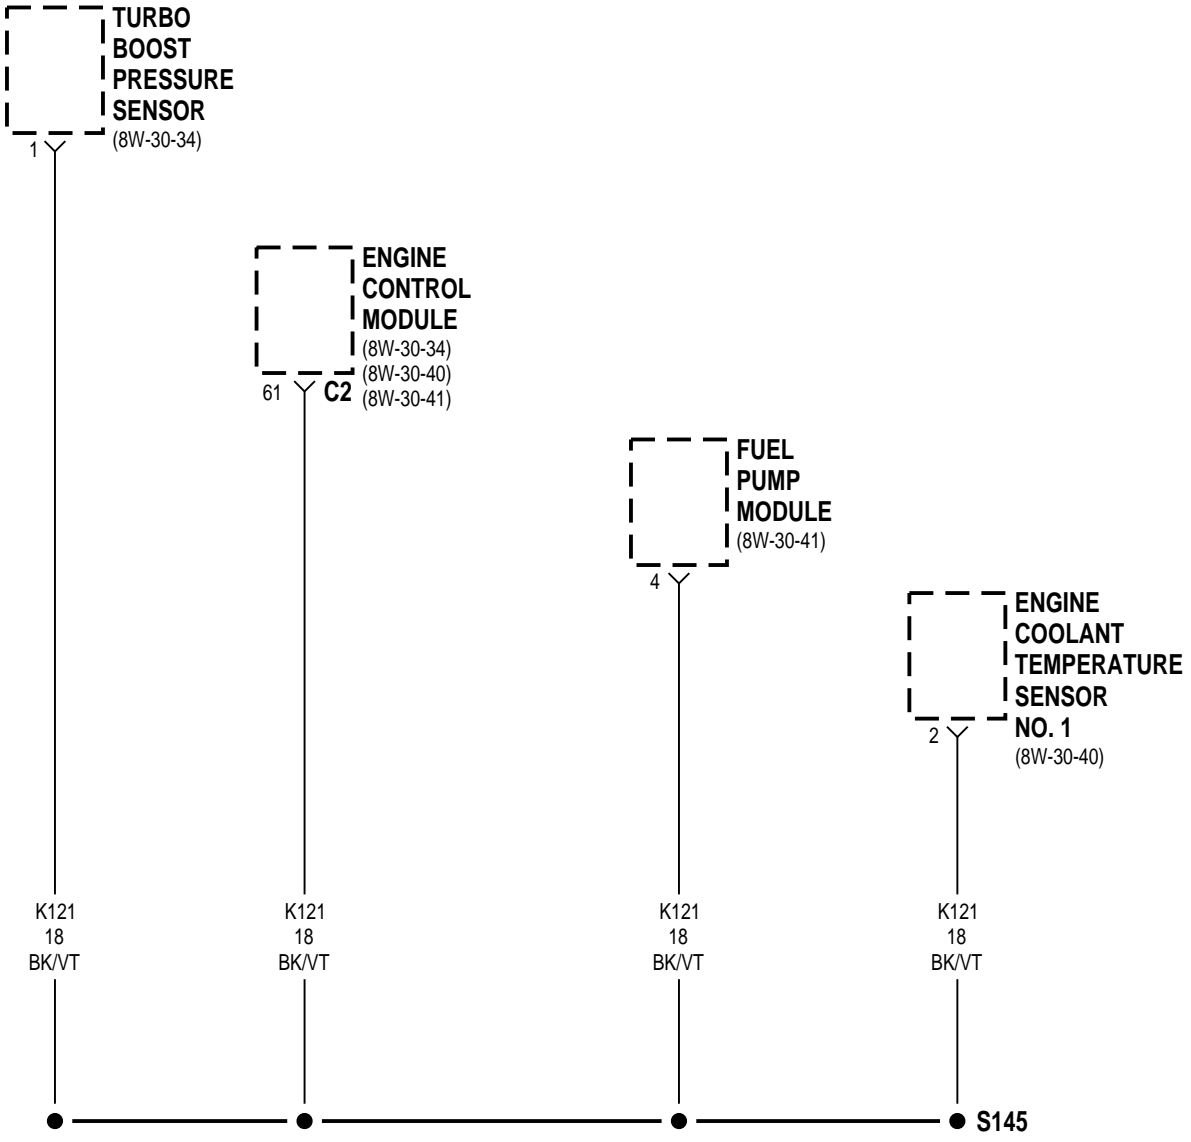 TURBO
BOOST
PRESSURE
SENSOR
(8W-30-34)
1
ENGINE
CONTROL
MODULE
(8W-30-34)
(8W-30-40)
(8W-30-41)
61
C2
FUEL
PUMP
MODULE
(8W-30-41)
4
ENGINE
COOLANT
TEMPERATURE
SENSOR
NO. 1
(8W-30-40)
2
K121
18
BK/VT
K121
18
BK/VT
K121
18
BK/VT
K121
18
BK/VT
S145